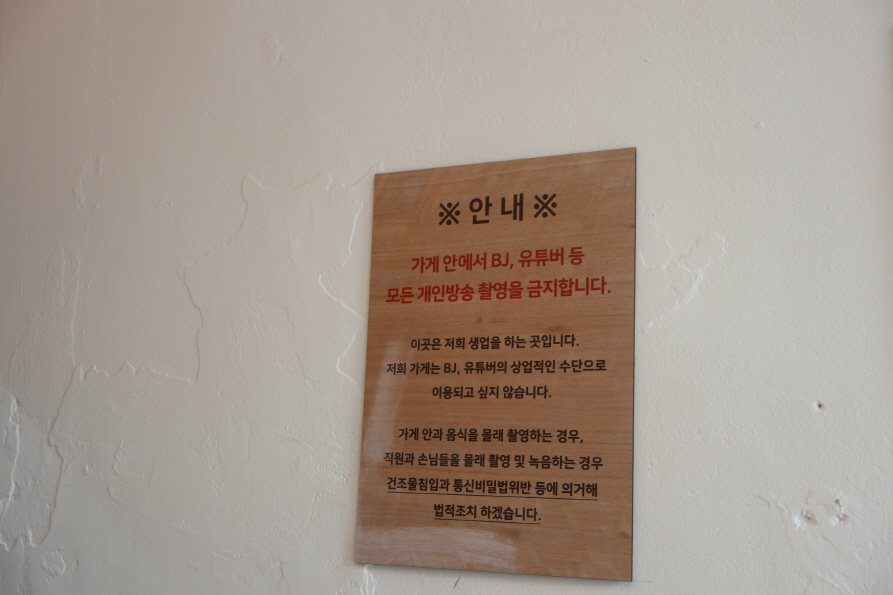 ※ 안 내 ※
가게 안에서 BJ, 유튜버 등
모든 개인방송 촬영을 금지합니다.
이곳은 저희 생업을 하는 곳입니다.
저희 가게는 BJ, 유튜버의 상업적인 수단으로
이용되고 싶지 않습니다.
가게 안과 음식을 몰래 촬영하는 경우,
직원과 손님들을 몰래 촬영 및 녹음하는 경우
건조물침입과 통신비밀법위반 등에 의거해
법적조치 하겠습니다.